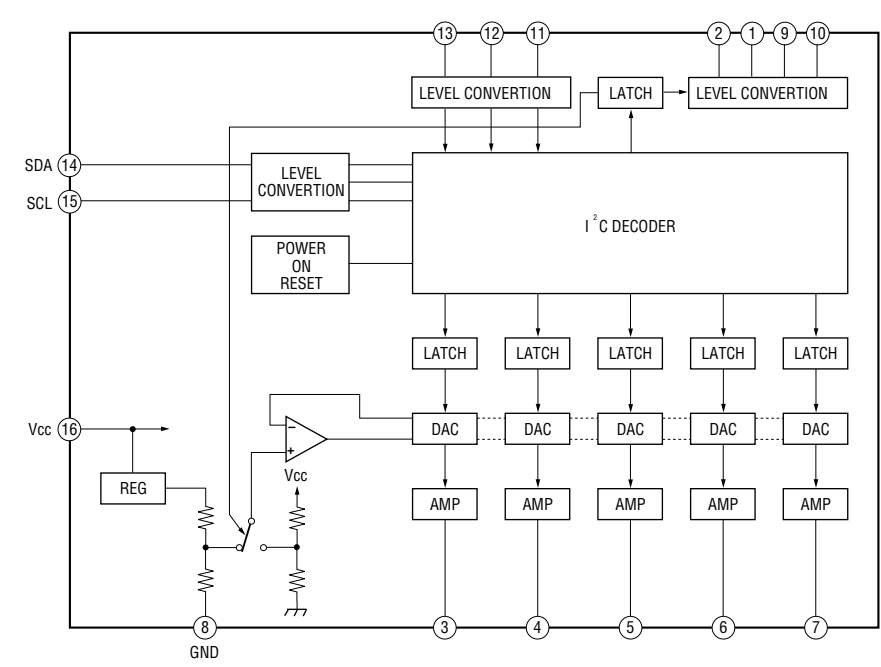 13 12 11 2 1 9 10
LEVEL CONVERTION LATCH LEVEL CONVERTION
SDA 14
SCL 15
LEVEL
CONVERTION
I²C DECODER
POWER
ON
RESET
LATCH LATCH LATCH LATCH LATCH
Vcc 16
−
+
DAC DAC DAC DAC DAC
Vcc
REG
AMP AMP AMP AMP AMP
8 3 4 5 6 7
GND